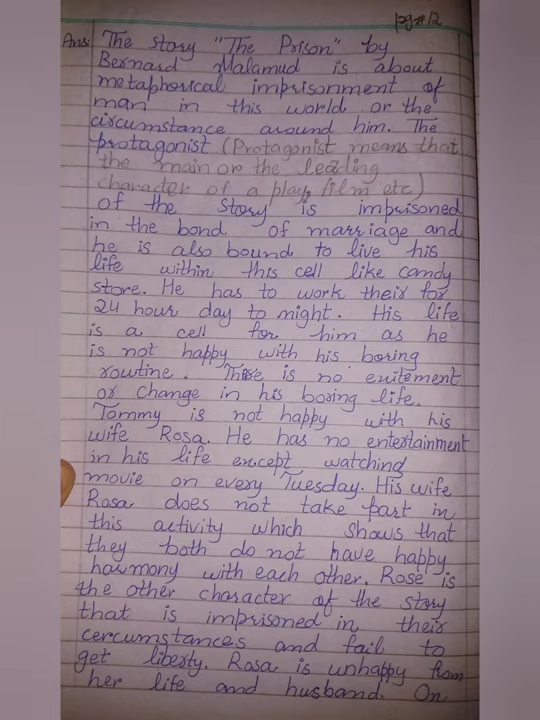 pg#12
Ans: The story "The Prison" by
Bernard Malamud is about
metaphorical imprisonment of
man in this world or the
circumstance around him. The
protagonist (Protagonist means that
the main or the leading
character of a play, film etc)
of the Story is imprisoned
in the bond of marriage and
he is also bound to live his
life within this cell like candy
store. He has to work their for
24 hour day to night. His life
is a cell for him as he
is not happy with his boring
routine. There is no exitement
or change in his boring life.
Tommy is not happy with his
wife Rosa. He has no entertainment
in his life except watching
movie on every Tuesday. His wife
Rosa does not take part in
this activity which shows that
they both do not have happy
harmony with each other. Rose is
the other character of the story
that is imprisoned in their
cercumstances and fail to
get liberty. Rosa is unhappy from
her life and husband. On